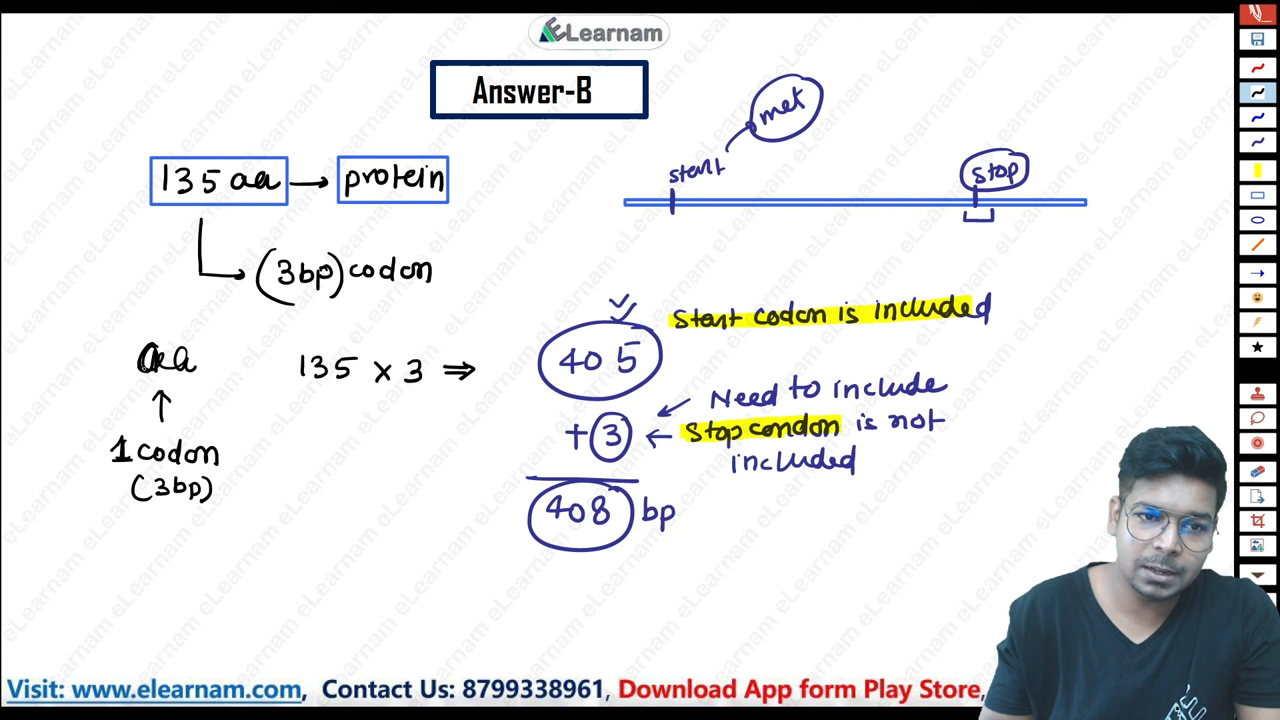 eLearnam
Answer-B
135 aa → protein
(3bp) codon
met
start
stop
aa
↑
1 codon
(3bp)
135 x 3 ⇒
405
start codon is included
+ 3
Need to include
stop condon is not
included
408 bp
Visit: www.elearnam.com, Contact Us: 8799338961, Download App form Play Store,